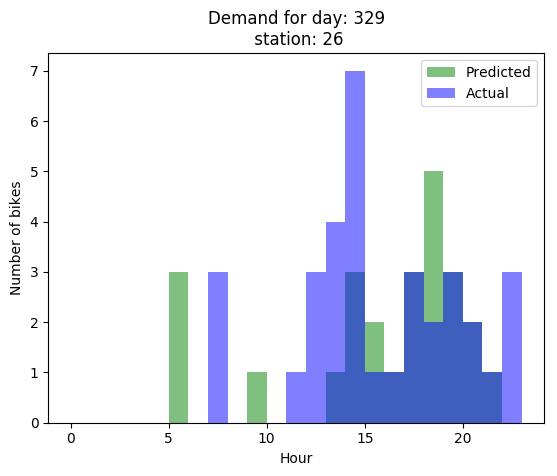 Demand for day: 329
station: 26
Predicted
Actual
7
6
5
4
3
2
1
0
Number of bikes
0 5 10 15 20
Hour